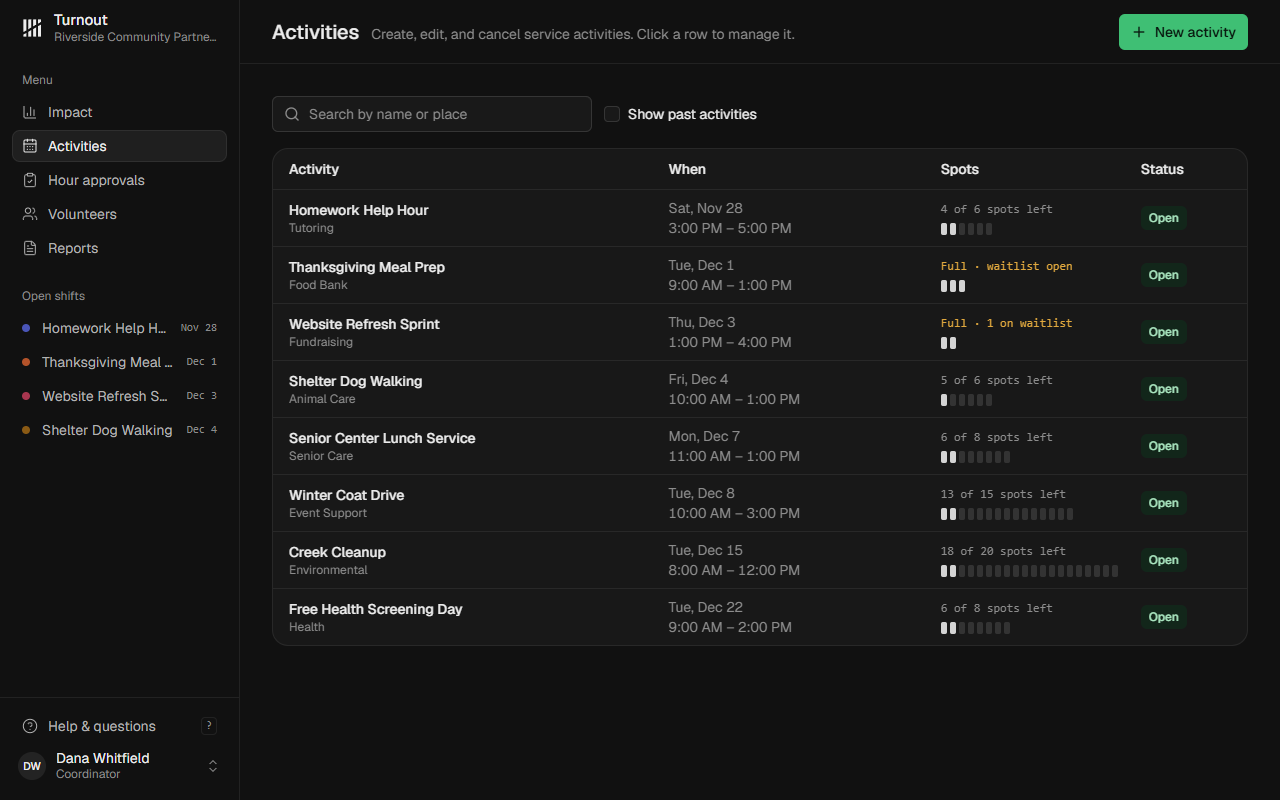 Turnout
Riverside Community Partne…
Menu
Impact
Activities
Hour approvals
Volunteers
Reports
Open shifts
Homework Help H… Nov 28
Thanksgiving Meal … Dec 1
Website Refresh S… Dec 3
Shelter Dog Walking Dec 4
Help & questions ?
DW
Dana Whitfield
Coordinator
Activities Create, edit, and cancel service activities. Click a row to manage it.
New activity
Search by name or place
Show past activities
Activity When Spots Status
Homework Help Hour
Tutoring
Sat, Nov 28
3:00 PM – 5:00 PM
4 of 6 spots left
Open
Thanksgiving Meal Prep
Food Bank
Tue, Dec 1
9:00 AM – 1:00 PM
Full · waitlist open
Open
Website Refresh Sprint
Fundraising
Thu, Dec 3
1:00 PM – 4:00 PM
Full · 1 on waitlist
Open
Shelter Dog Walking
Animal Care
Fri, Dec 4
10:00 AM – 1:00 PM
5 of 6 spots left
Open
Senior Center Lunch Service
Senior Care
Mon, Dec 7
11:00 AM – 1:00 PM
6 of 8 spots left
Open
Winter Coat Drive
Event Support
Tue, Dec 8
10:00 AM – 3:00 PM
13 of 15 spots left
Open
Creek Cleanup
Environmental
Tue, Dec 15
8:00 AM – 12:00 PM
18 of 20 spots left
Open
Free Health Screening Day
Health
Tue, Dec 22
9:00 AM – 2:00 PM
6 of 8 spots left
Open